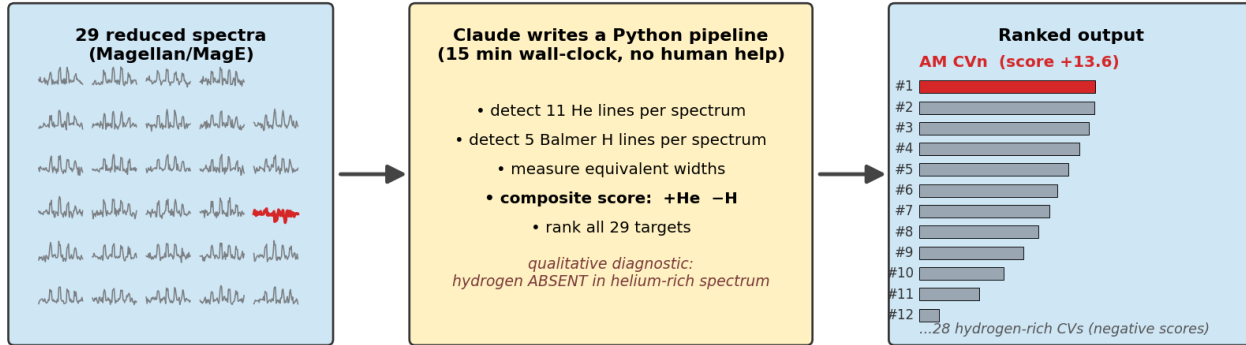 29 reduced spectra
(Magellan/MagE)
Claude writes a Python pipeline
(15 min wall-clock, no human help)
• detect 11 He lines per spectrum
• detect 5 Balmer H lines per spectrum
• measure equivalent widths
• composite score:  +He  −H
• rank all 29 targets
qualitative diagnostic:
hydrogen ABSENT in helium-rich spectrum
Ranked output
AM CVn  (score +13.6)
#1
#2
#3
#4
#5
#6
#7
#8
#9
#10
#11
#12
...28 hydrogen-rich CVs (negative scores)